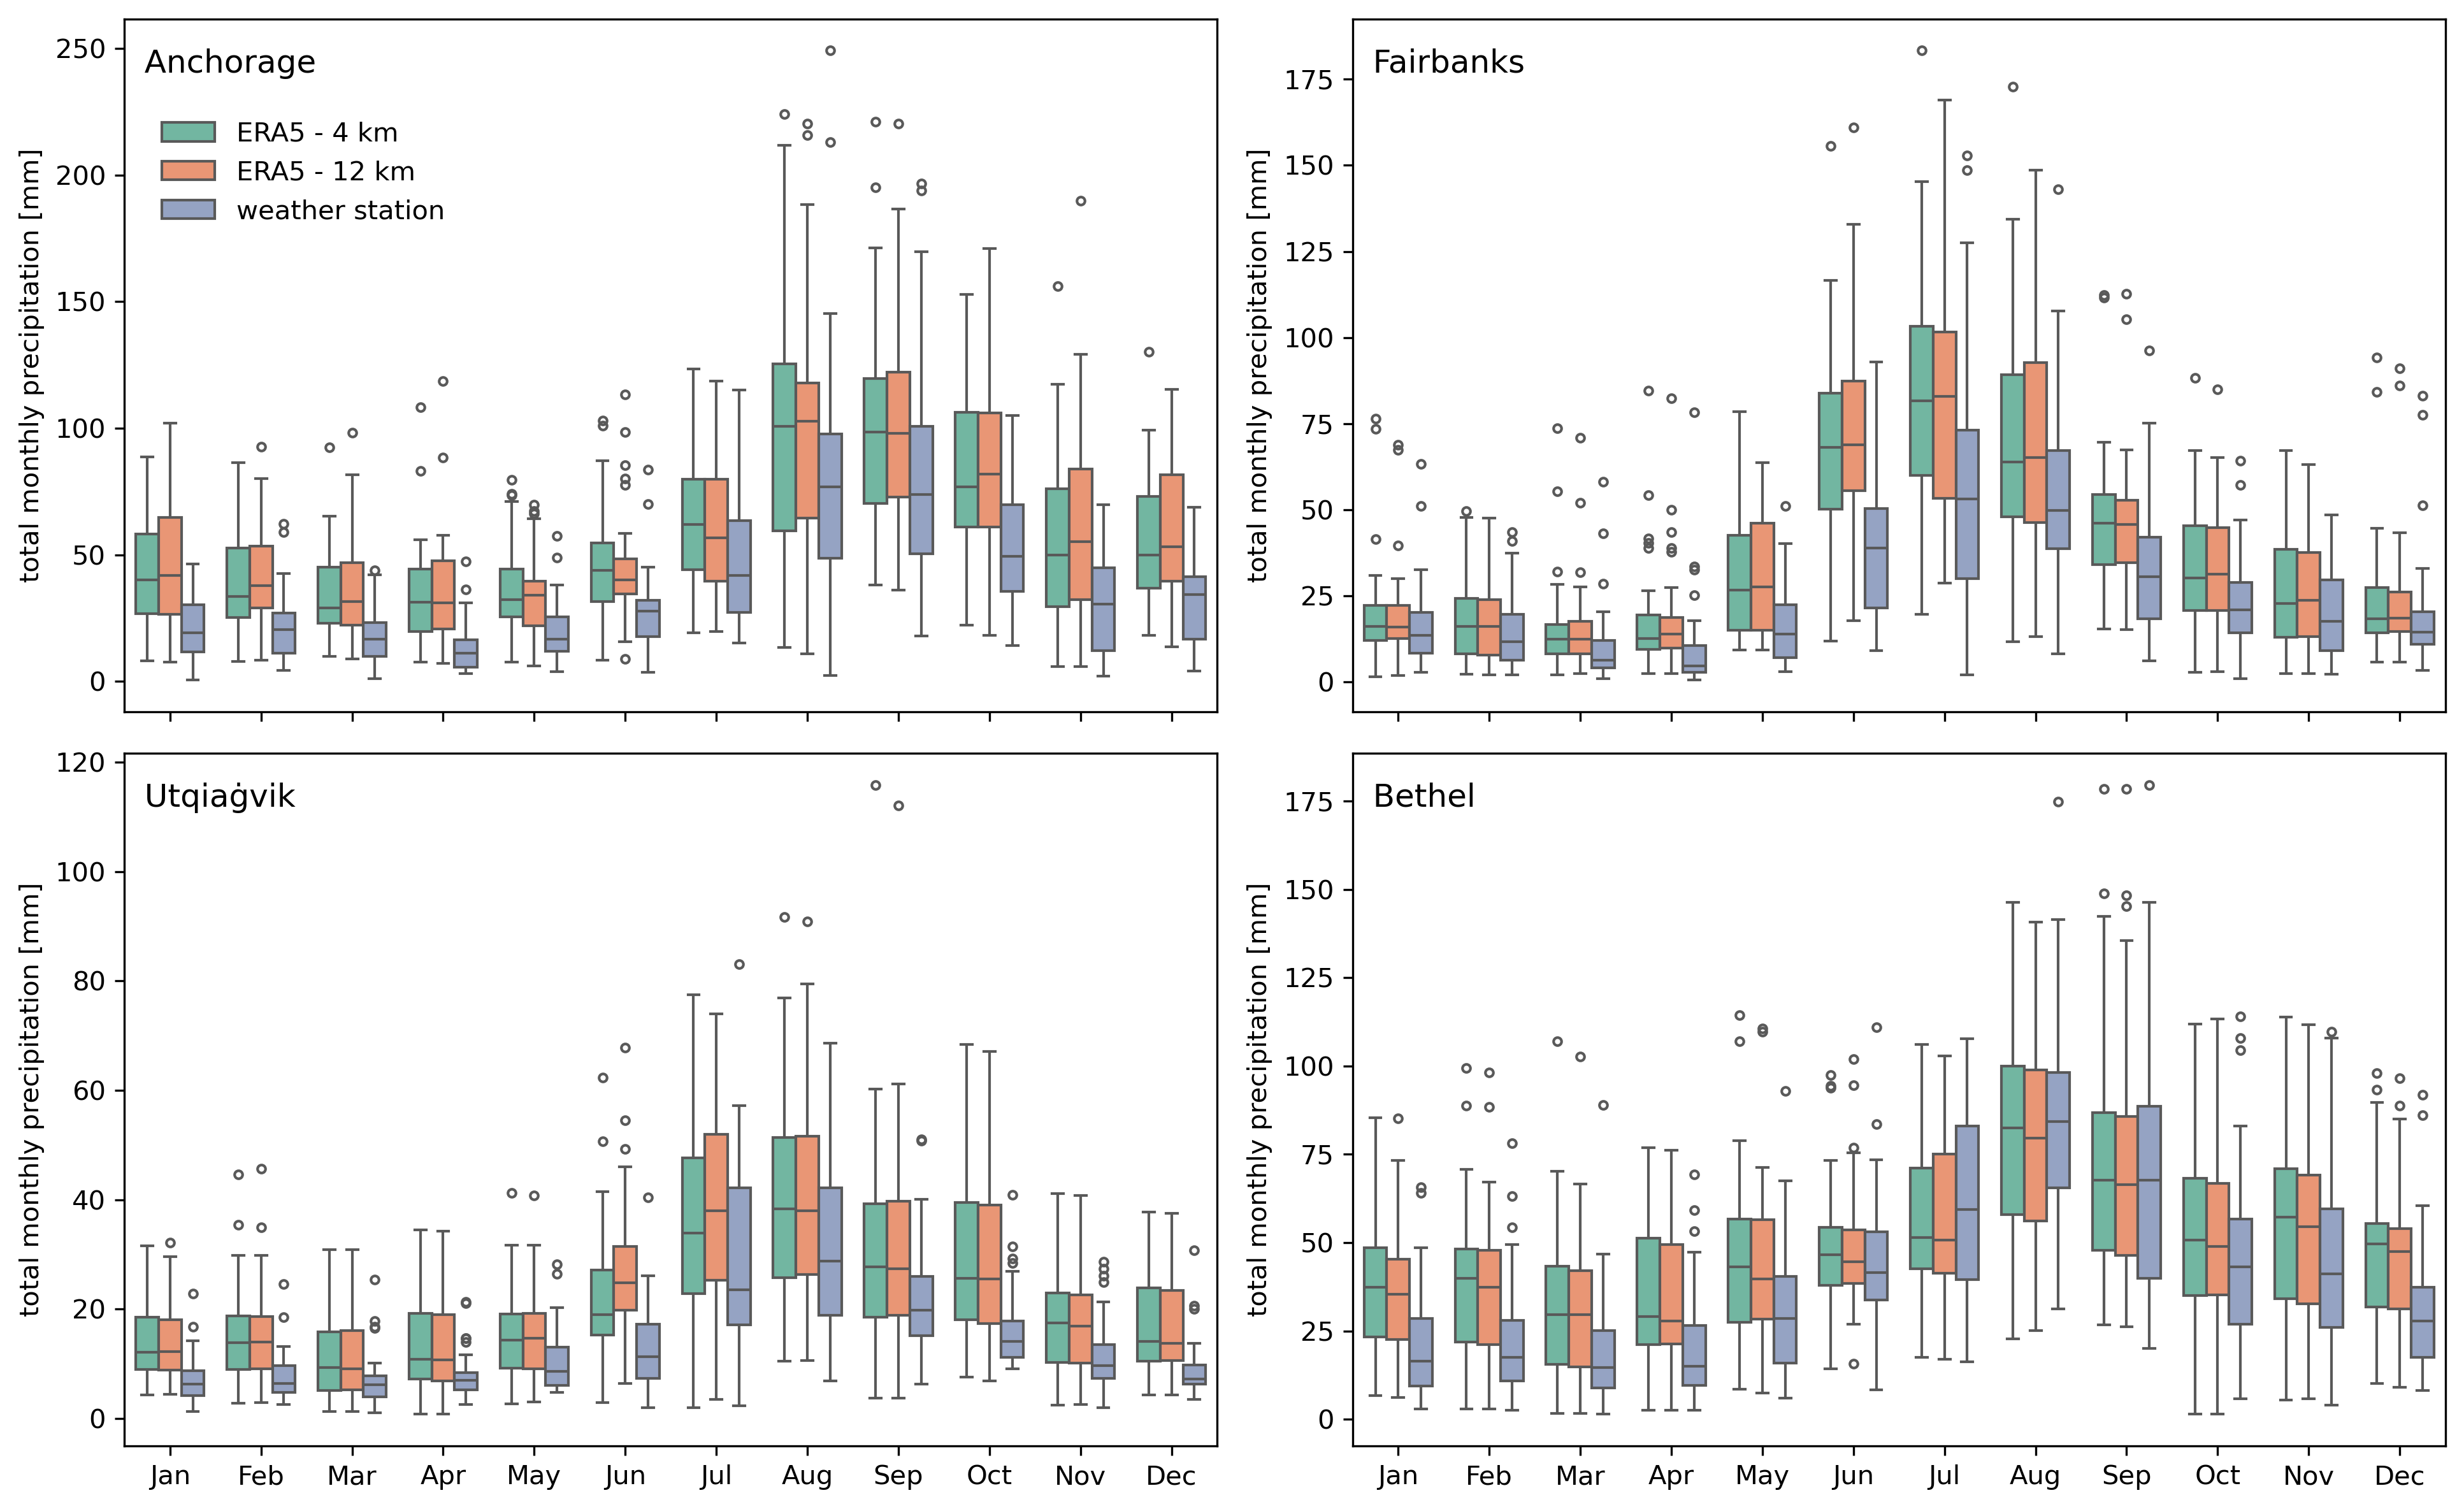 Anchorage
ERA5 - 4 km
ERA5 - 12 km
weather station
total monthly precipitation [mm]
250
200
150
100
50
0
Fairbanks
total monthly precipitation [mm]
175
150
125
100
75
50
25
0
Utqiaġvik
total monthly precipitation [mm]
120
100
80
60
40
20
0
Jan Feb Mar Apr May Jun Jul Aug Sep Oct Nov Dec
Bethel
total monthly precipitation [mm]
175
150
125
100
75
50
25
0
Jan Feb Mar Apr May Jun Jul Aug Sep Oct Nov Dec